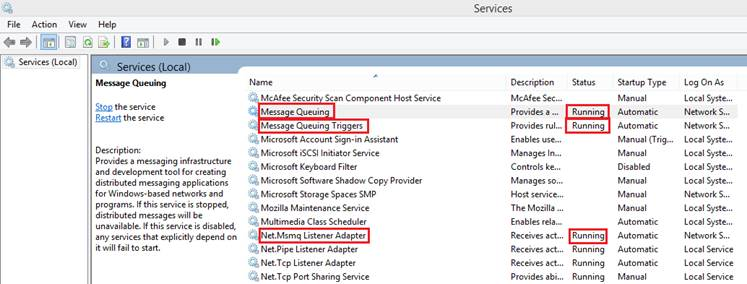 Services
File Action View Help
Services (Local)
Services (Local)
Message Queuing
Stop the service
Restart the service
Description:
Provides a messaging infrastructure
and development tool for creating
distributed messaging applications
for Windows-based networks and
programs. If this service is stopped,
distributed messages will be
unavailable. If this service is disabled,
any services that explicitly depend on
it will fail to start.
Name Description Status Startup Type Log On As
McAfee Security Scan Component Host Service McAfee Sec... Manual Local Syste...
Message Queuing Provides a ... Running Automatic Network S...
Message Queuing Triggers Provides rul... Running Automatic Network S...
Microsoft Account Sign-in Assistant Enables use... Manual (Trig... Local Syste...
Microsoft iSCSI Initiator Service Manages In... Manual Local Syste...
Microsoft Keyboard Filter Controls key... Disabled Local Syste...
Microsoft Software Shadow Copy Provider Manages so... Manual Local Syste...
Microsoft Storage Spaces SMP Host service... Manual Network S...
Mozilla Maintenance Service The Mozilla ... Manual Local Syste...
Multimedia Class Scheduler Enables rela... Automatic Local Syste...
Net.Msmq Listener Adapter Receives act... Running Automatic Network S...
Net.Pipe Listener Adapter Receives act... Running Automatic Local Service
Net.Tcp Listener Adapter Receives act... Running Automatic Local Service
Net.Tcp Port Sharing Service Provides abi... Running Manual Local Service